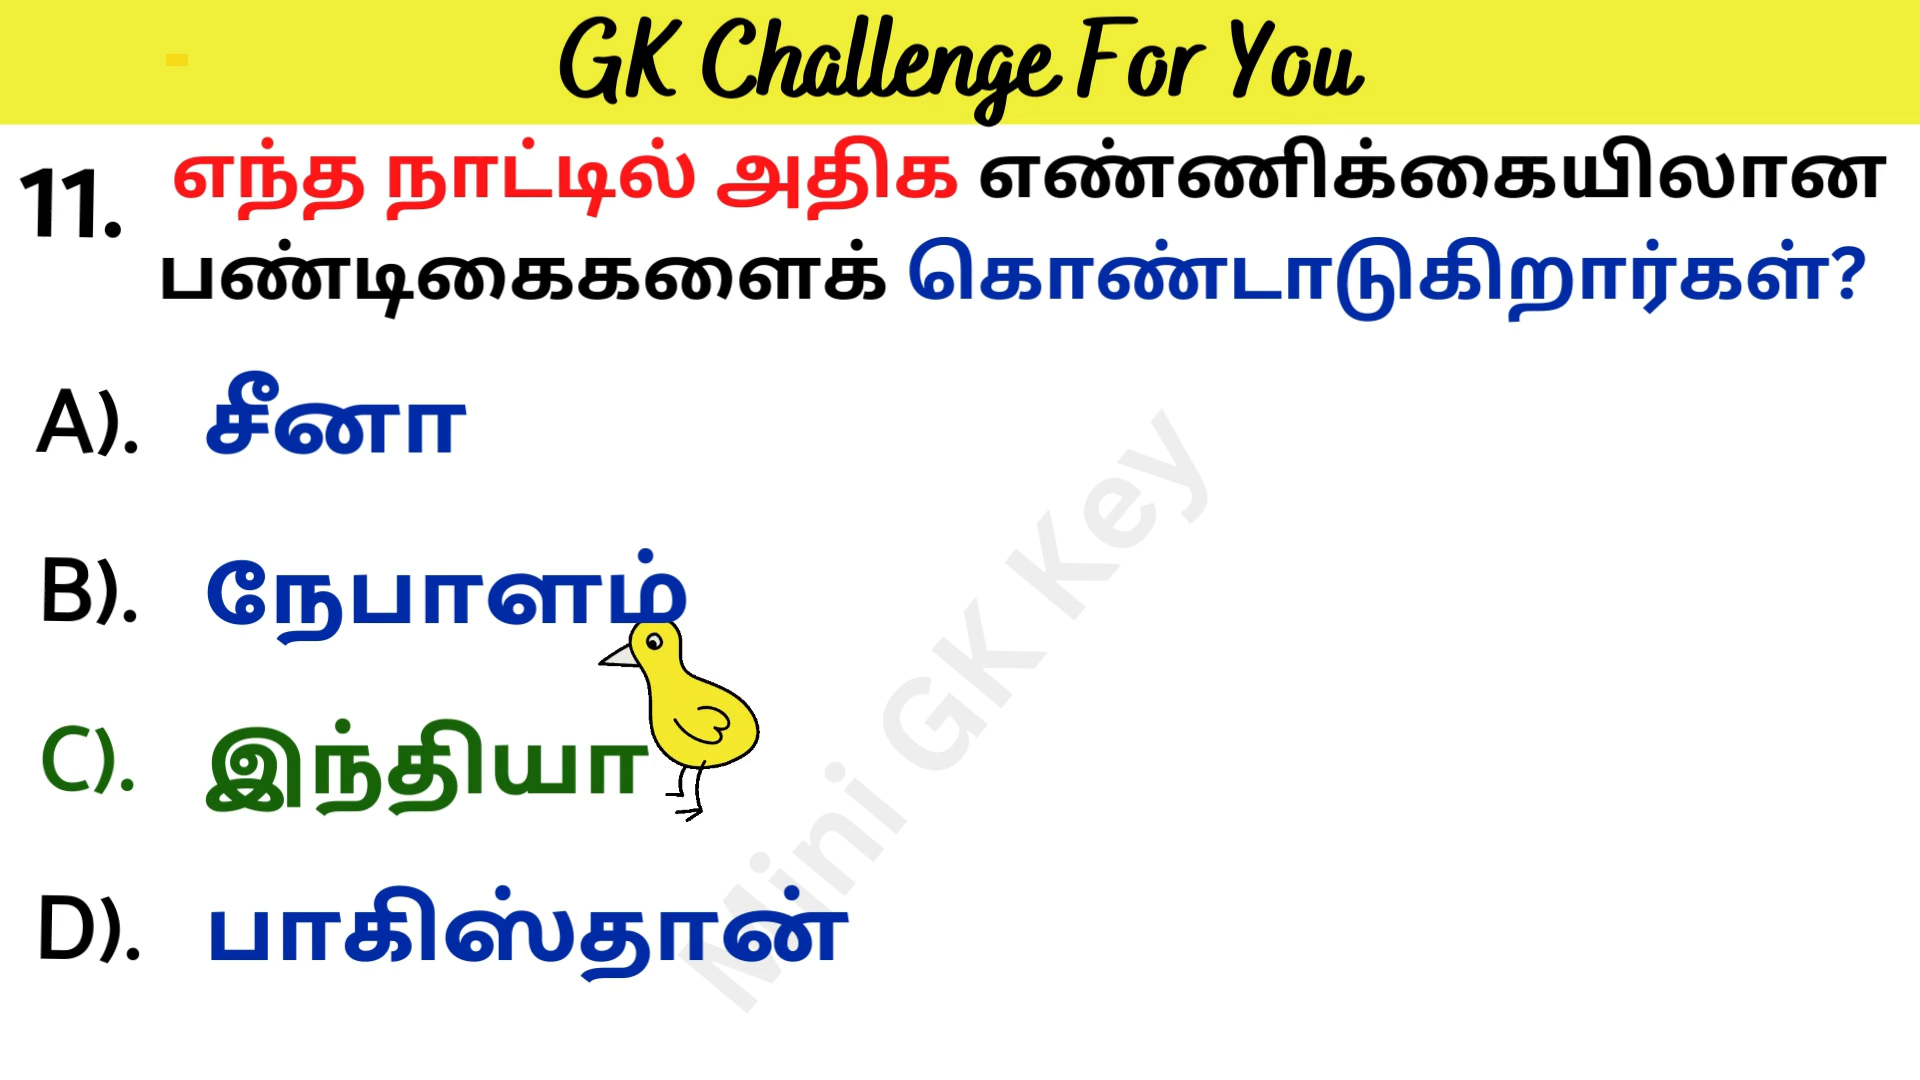 GK Challenge For You
11. எந்த நாட்டில் அதிக எண்ணிக்கையிலான
பண்டிகைகளைக் கொண்டாடுகிறார்கள்?
A). சீனா
B). நேபாளம்
C). இந்தியா
D). பாகிஸ்தான்
Mini GK Key